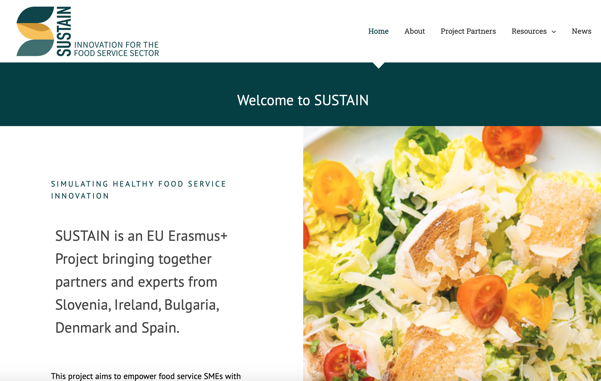 SUSTAIN
INNOVATION FOR THE
FOOD SERVICE SECTOR
Home About Project Partners Resources News
Welcome to SUSTAIN
SIMULATING HEALTHY FOOD SERVICE
INNOVATION
SUSTAIN is an EU Erasmus+
Project bringing together
partners and experts from
Slovenia, Ireland, Bulgaria,
Denmark and Spain.
This project aims to empower food service SMEs with